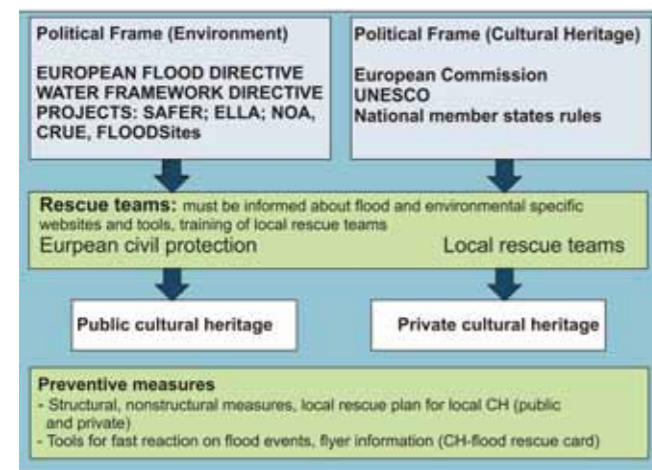 Political Frame (Environment)
EUROPEAN FLOOD DIRECTIVE
WATER FRAMEWORK DIRECTIVE
PROJECTS: SAFER; ELLA; NOA,
CRUE, FLOODSites
Political Frame (Cultural Heritage)
European Commission
UNESCO
National member states rules
Rescue teams: must be informed about flood and environmental specific
websites and tools, training of local rescue teams
Eurpean civil protection
Local rescue teams
Public cultural heritage
Private cultural heritage
Preventive measures
- Structural, nonstructural measures, local rescue plan for local CH (public
and private)
- Tools for fast reaction on flood events, flyer information (CH-flood rescue card)